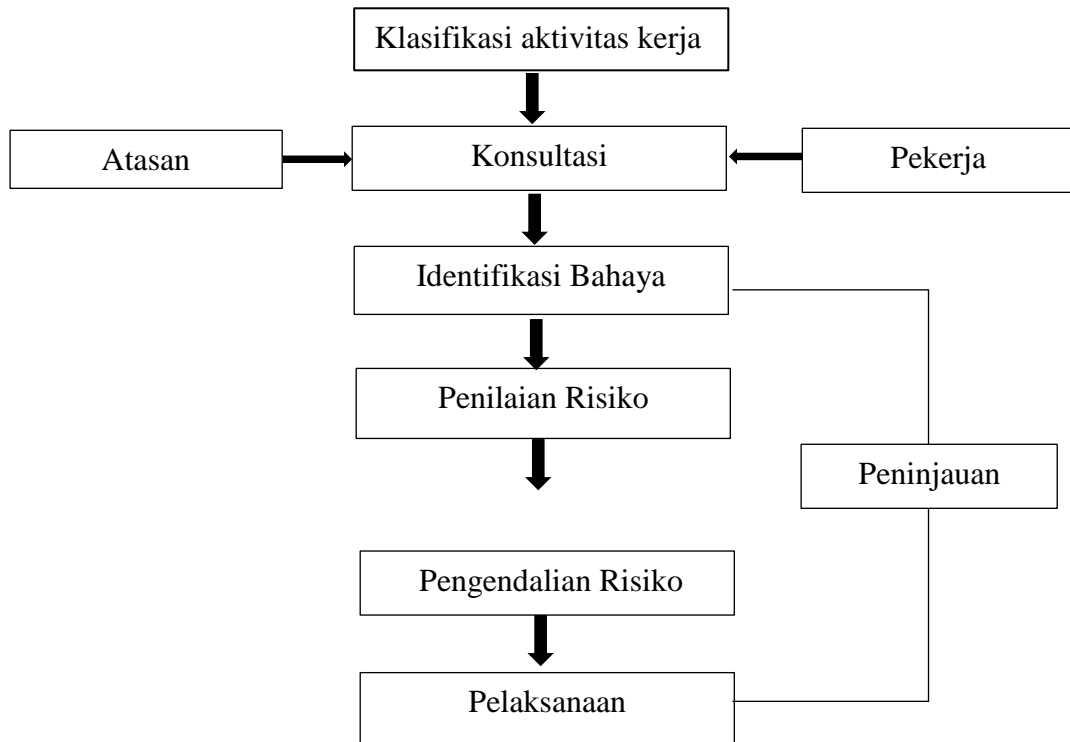 Klasifikasi aktivitas kerja
Atasan
Konsultasi
Pekerja
Identifikasi Bahaya
Penilaian Risiko
Peninjauan
Pengendalian Risiko
Pelaksanaan